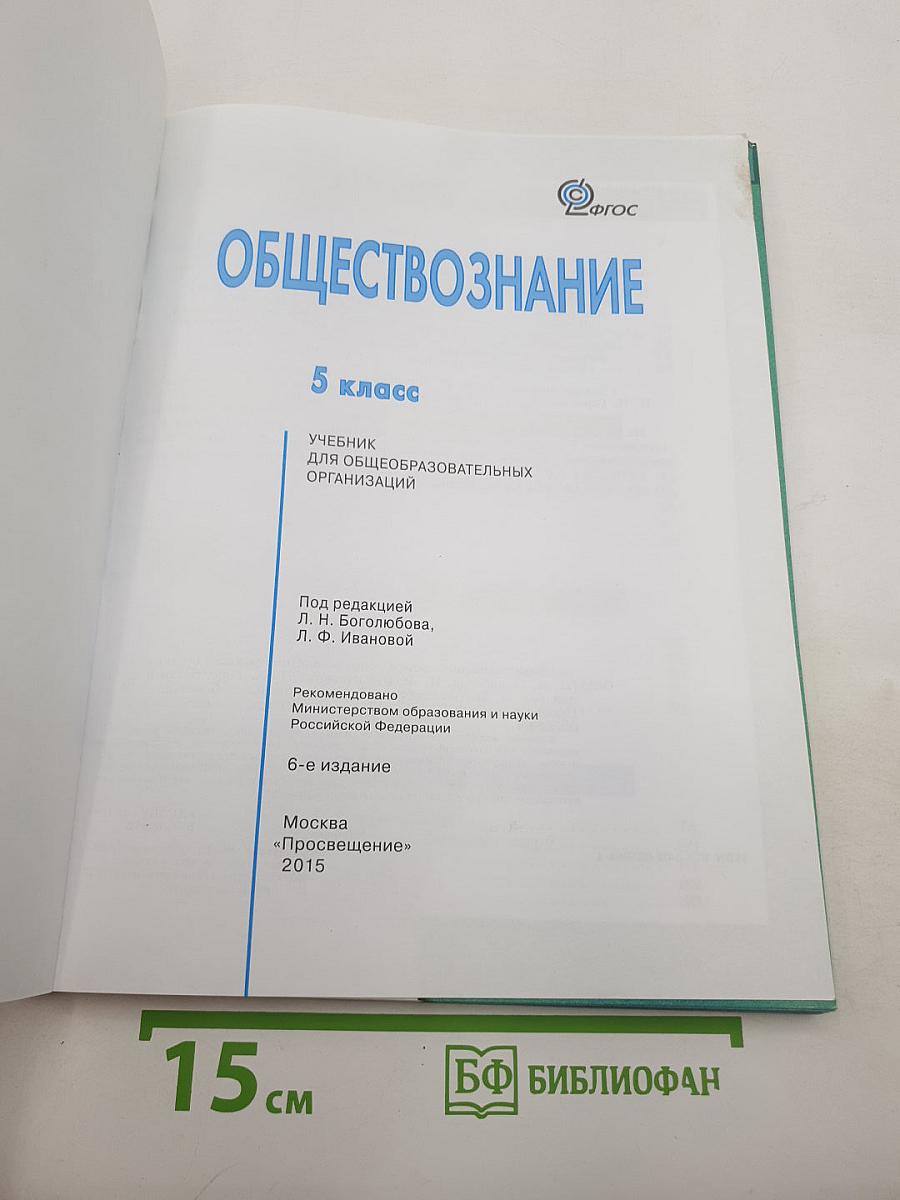 ФГОС
ОБЩЕСТВОЗНАНИЕ
5 класс
УЧЕБНИК
ДЛЯ ОБЩЕОБРАЗОВАТЕЛЬНЫХ
ОРГАНИЗАЦИЙ
Под редакцией
Л. Н. Боголюбова,
Л. Ф. Ивановой
Рекомендовано
Министерством образования и науки
Российской Федерации
6-е издание
Москва
«Просвещение»
2015
15 см
БФ БИБЛИОФАН